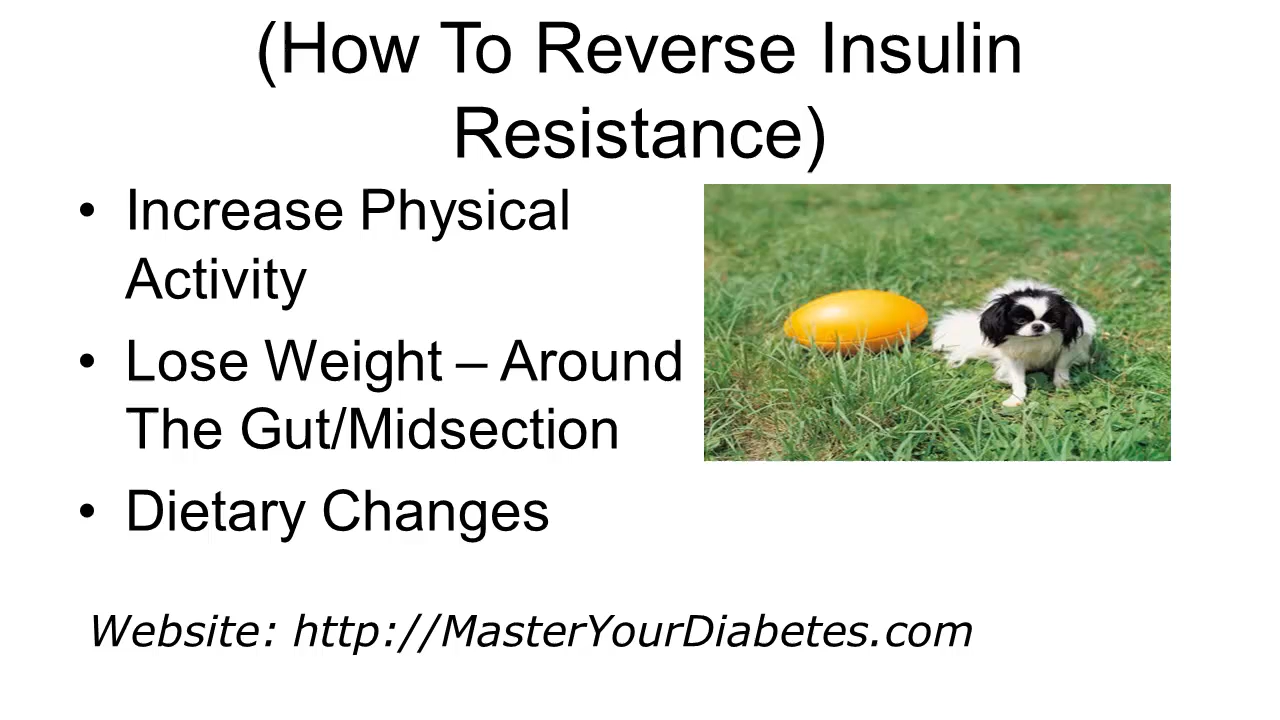 (How To Reverse Insulin
Resistance)
• Increase Physical
Activity
• Lose Weight – Around
The Gut/Midsection
• Dietary Changes
Website: http://MasterYourDiabetes.com